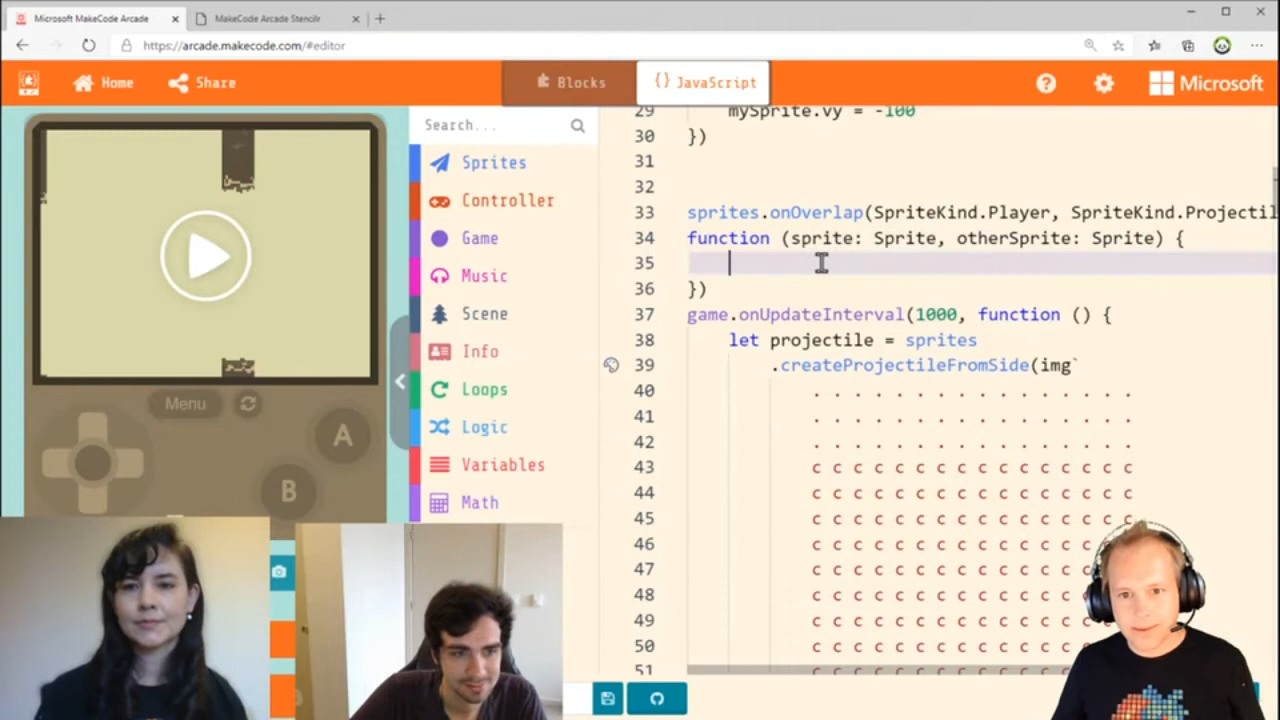 Microsoft MakeCode Arcade
MakeCode Arcade Stencilr
https://arcade.makecode.com/#editor
Home
Share
Blocks
{} JavaScript
Microsoft
Search...
Sprites
Controller
Game
Music
Scene
Info
Loops
Logic
Variables
Math
Menu
A
B
29 mySprite.vy = -100
30 })
31
32
33 sprites.onOverlap(SpriteKind.Player, SpriteKind.Projectil
34 function (sprite: Sprite, otherSprite: Sprite) {
35
36 })
37 game.onUpdateInterval(1000, function () {
38 let projectile = sprites
39 .createProjectileFromSide(img`
40 . . . . . . . . . . . . . . . .
41 . . . . . . . . . . . . . . . .
42 . . . . . . . . . . . . . . . .
43 c c c c c c c c c c c c c c c c
44 c c c c c c c c c c c c c c c c
45 c c c c c c c c c c c c c c c c
46 c c c c c c c c c c c c c c
47 c c c c c c c c c c c c c c
48 c c c c c c c c c c c c c
49 c c c c c c c c c c c c c
50 c c c c c c c c c c c c c
51